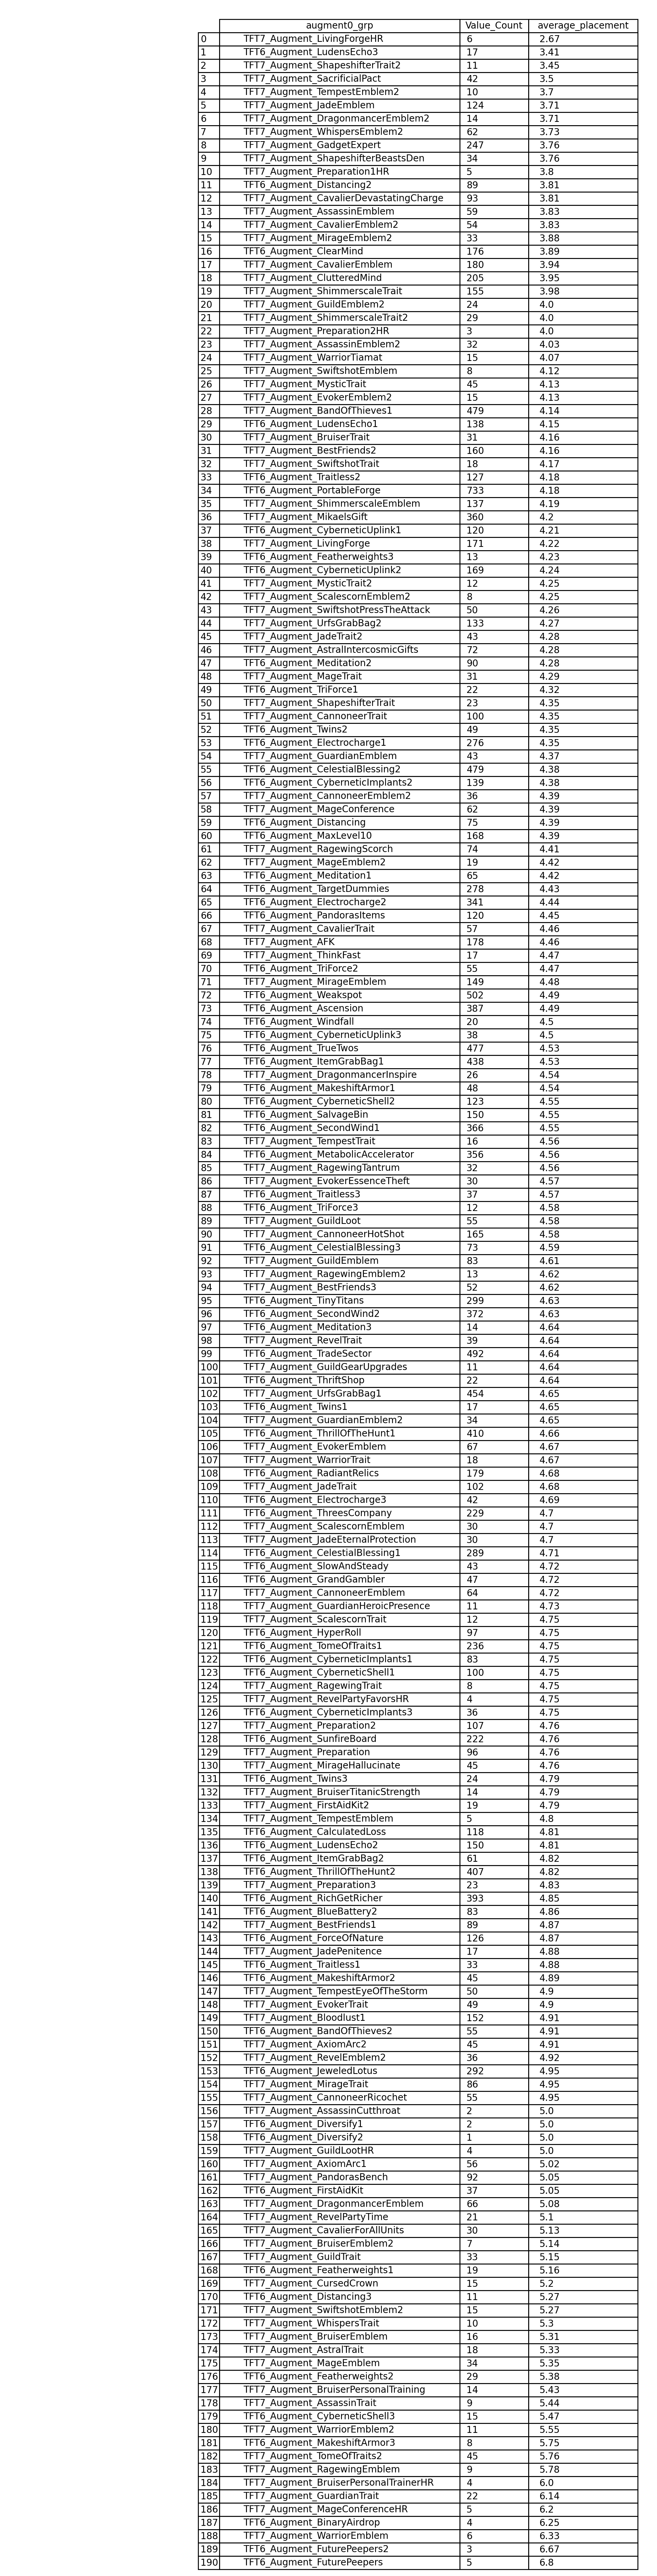 augment0_grp Value_Count average_placement
0 TFT7_Augment_LivingForgeHR 6 2.67
1 TFT6_Augment_LudensEcho3 17 3.41
2 TFT7_Augment_ShapeshifterTrait2 11 3.45
3 TFT7_Augment_SacrificialPact 42 3.5
4 TFT7_Augment_TempestEmblem2 10 3.7
5 TFT7_Augment_JadeEmblem 124 3.71
6 TFT7_Augment_DragonmancerEmblem2 14 3.71
7 TFT7_Augment_WhispersEmblem2 62 3.73
8 TFT7_Augment_GadgetExpert 247 3.76
9 TFT7_Augment_ShapeshifterBeastsDen 34 3.76
10 TFT7_Augment_Preparation1HR 5 3.8
11 TFT6_Augment_Distancing2 89 3.81
12 TFT7_Augment_CavalierDevastatingCharge 93 3.81
13 TFT7_Augment_AssassinEmblem 59 3.83
14 TFT7_Augment_CavalierEmblem2 54 3.83
15 TFT7_Augment_MirageEmblem2 33 3.88
16 TFT6_Augment_ClearMind 176 3.89
17 TFT7_Augment_CavalierEmblem 180 3.94
18 TFT7_Augment_ClutteredMind 205 3.95
19 TFT7_Augment_ShimmerscaleTrait 155 3.98
20 TFT7_Augment_GuildEmblem2 24 4.0
21 TFT7_Augment_ShimmerscaleTrait2 29 4.0
22 TFT7_Augment_Preparation2HR 3 4.0
23 TFT7_Augment_AssassinEmblem2 32 4.03
24 TFT7_Augment_WarriorTiamat 15 4.07
25 TFT7_Augment_SwiftshotEmblem 8 4.12
26 TFT7_Augment_MysticTrait 45 4.13
27 TFT7_Augment_EvokerEmblem2 15 4.13
28 TFT7_Augment_BandOfThieves1 479 4.14
29 TFT6_Augment_LudensEcho1 138 4.15
30 TFT7_Augment_BruiserTrait 31 4.16
31 TFT7_Augment_BestFriends2 160 4.16
32 TFT7_Augment_SwiftshotTrait 18 4.17
33 TFT6_Augment_Traitless2 127 4.18
34 TFT6_Augment_PortableForge 733 4.18
35 TFT7_Augment_ShimmerscaleEmblem 137 4.19
36 TFT7_Augment_MikaelsGift 360 4.2
37 TFT6_Augment_CyberneticUplink1 120 4.21
38 TFT7_Augment_LivingForge 171 4.22
39 TFT6_Augment_Featherweights3 13 4.23
40 TFT6_Augment_CyberneticUplink2 169 4.24
41 TFT7_Augment_MysticTrait2 12 4.25
42 TFT7_Augment_ScalescornEmblem2 8 4.25
43 TFT7_Augment_SwiftshotPressTheAttack 50 4.26
44 TFT7_Augment_UrfsGrabBag2 133 4.27
45 TFT7_Augment_JadeTrait2 43 4.28
46 TFT7_Augment_AstralIntercosmicGifts 72 4.28
47 TFT6_Augment_Meditation2 90 4.28
48 TFT7_Augment_MageTrait 31 4.29
49 TFT6_Augment_TriForce1 22 4.32
50 TFT7_Augment_ShapeshifterTrait 23 4.35
51 TFT7_Augment_CannoneerTrait 100 4.35
52 TFT6_Augment_Twins2 49 4.35
53 TFT6_Augment_Electrocharge1 276 4.35
54 TFT7_Augment_GuardianEmblem 43 4.37
55 TFT6_Augment_CelestialBlessing2 479 4.38
56 TFT6_Augment_CyberneticImplants2 139 4.38
57 TFT7_Augment_CannoneerEmblem2 36 4.39
58 TFT7_Augment_MageConference 62 4.39
59 TFT6_Augment_Distancing 75 4.39
60 TFT6_Augment_MaxLevel10 168 4.39
61 TFT7_Augment_RagewingScorch 74 4.41
62 TFT7_Augment_MageEmblem2 19 4.42
63 TFT6_Augment_Meditation1 65 4.42
64 TFT6_Augment_TargetDummies 278 4.43
65 TFT6_Augment_Electrocharge2 341 4.44
66 TFT6_Augment_PandorasItems 120 4.45
67 TFT7_Augment_CavalierTrait 57 4.46
68 TFT7_Augment_AFK 178 4.46
69 TFT7_Augment_ThinkFast 17 4.47
70 TFT6_Augment_TriForce2 55 4.47
71 TFT7_Augment_MirageEmblem 149 4.48
72 TFT6_Augment_Weakspot 502 4.49
73 TFT6_Augment_Ascension 387 4.49
74 TFT6_Augment_Windfall 20 4.5
75 TFT6_Augment_CyberneticUplink3 38 4.5
76 TFT6_Augment_TrueTwos 477 4.53
77 TFT6_Augment_ItemGrabBag1 438 4.53
78 TFT7_Augment_DragonmancerInspire 26 4.54
79 TFT6_Augment_MakeshiftArmor1 48 4.54
80 TFT6_Augment_CyberneticShell2 123 4.55
81 TFT6_Augment_SalvageBin 150 4.55
82 TFT6_Augment_SecondWind1 366 4.55
83 TFT7_Augment_TempestTrait 16 4.56
84 TFT6_Augment_MetabolicAccelerator 356 4.56
85 TFT7_Augment_RagewingTantrum 32 4.56
86 TFT7_Augment_EvokerEssenceTheft 30 4.57
87 TFT6_Augment_Traitless3 37 4.57
88 TFT6_Augment_TriForce3 12 4.58
89 TFT7_Augment_GuildLoot 55 4.58
90 TFT7_Augment_CannoneerHotShot 165 4.58
91 TFT6_Augment_CelestialBlessing3 73 4.59
92 TFT7_Augment_GuildEmblem 83 4.61
93 TFT7_Augment_RagewingEmblem2 13 4.62
94 TFT7_Augment_BestFriends3 52 4.62
95 TFT6_Augment_TinyTitans 299 4.63
96 TFT6_Augment_SecondWind2 372 4.63
97 TFT6_Augment_Meditation3 14 4.64
98 TFT7_Augment_RevelTrait 39 4.64
99 TFT6_Augment_TradeSector 492 4.64
100 TFT7_Augment_GuildGearUpgrades 11 4.64
101 TFT6_Augment_ThriftShop 22 4.64
102 TFT7_Augment_UrfsGrabBag1 454 4.65
103 TFT6_Augment_Twins1 17 4.65
104 TFT7_Augment_GuardianEmblem2 34 4.65
105 TFT6_Augment_ThrillOfTheHunt1 410 4.66
106 TFT7_Augment_EvokerEmblem 67 4.67
107 TFT7_Augment_WarriorTrait 18 4.67
108 TFT6_Augment_RadiantRelics 179 4.68
109 TFT7_Augment_JadeTrait 102 4.68
110 TFT6_Augment_Electrocharge3 42 4.69
111 TFT6_Augment_ThreesCompany 229 4.7
112 TFT7_Augment_ScalescornEmblem 30 4.7
113 TFT7_Augment_JadeEternalProtection 30 4.7
114 TFT6_Augment_CelestialBlessing1 289 4.71
115 TFT6_Augment_SlowAndSteady 43 4.72
116 TFT6_Augment_GrandGambler 47 4.72
117 TFT7_Augment_CannoneerEmblem 64 4.72
118 TFT7_Augment_GuardianHeroicPresence 11 4.73
119 TFT7_Augment_ScalescornTrait 12 4.75
120 TFT6_Augment_HyperRoll 97 4.75
121 TFT6_Augment_TomeOfTraits1 236 4.75
122 TFT6_Augment_CyberneticImplants1 83 4.75
123 TFT6_Augment_CyberneticShell1 100 4.75
124 TFT7_Augment_RagewingTrait 8 4.75
125 TFT7_Augment_RevelPartyFavorsHR 4 4.75
126 TFT6_Augment_CyberneticImplants3 36 4.75
127 TFT7_Augment_Preparation2 107 4.76
128 TFT6_Augment_SunfireBoard 222 4.76
129 TFT7_Augment_Preparation 96 4.76
130 TFT7_Augment_MirageHallucinate 45 4.76
131 TFT6_Augment_Twins3 24 4.79
132 TFT7_Augment_BruiserTitanicStrength 14 4.79
133 TFT7_Augment_FirstAidKit2 19 4.79
134 TFT7_Augment_TempestEmblem 5 4.8
135 TFT6_Augment_CalculatedLoss 118 4.81
136 TFT6_Augment_LudensEcho2 150 4.81
137 TFT6_Augment_ItemGrabBag2 61 4.82
138 TFT6_Augment_ThrillOfTheHunt2 407 4.82
139 TFT7_Augment_Preparation3 23 4.83
140 TFT6_Augment_RichGetRicher 393 4.85
141 TFT6_Augment_BlueBattery2 83 4.86
142 TFT7_Augment_BestFriends1 89 4.87
143 TFT6_Augment_ForceOfNature 126 4.87
144 TFT7_Augment_JadePenitence 17 4.88
145 TFT6_Augment_Traitless1 33 4.88
146 TFT6_Augment_MakeshiftArmor2 45 4.89
147 TFT7_Augment_TempestEyeOfTheStorm 50 4.9
148 TFT7_Augment_EvokerTrait 49 4.9
149 TFT7_Augment_Bloodlust1 152 4.91
150 TFT6_Augment_BandOfThieves2 55 4.91
151 TFT7_Augment_AxiomArc2 45 4.91
152 TFT7_Augment_RevelEmblem2 36 4.92
153 TFT6_Augment_JeweledLotus 292 4.95
154 TFT7_Augment_MirageTrait 86 4.95
155 TFT7_Augment_CannoneerRicochet 55 4.95
156 TFT7_Augment_AssassinCutthroat 2 5.0
157 TFT6_Augment_Diversify1 2 5.0
158 TFT6_Augment_Diversify2 1 5.0
159 TFT7_Augment_GuildLootHR 4 5.0
160 TFT7_Augment_AxiomArc1 56 5.02
161 TFT7_Augment_PandorasBench 92 5.05
162 TFT6_Augment_FirstAidKit 37 5.05
163 TFT7_Augment_DragonmancerEmblem 66 5.08
164 TFT7_Augment_RevelPartyTime 21 5.1
165 TFT7_Augment_CavalierForAllUnits 30 5.13
166 TFT7_Augment_BruiserEmblem2 7 5.14
167 TFT7_Augment_GuildTrait 33 5.15
168 TFT6_Augment_Featherweights1 19 5.16
169 TFT7_Augment_CursedCrown 15 5.2
170 TFT6_Augment_Distancing3 11 5.27
171 TFT7_Augment_SwiftshotEmblem2 15 5.27
172 TFT7_Augment_WhispersTrait 10 5.3
173 TFT7_Augment_BruiserEmblem 16 5.31
174 TFT7_Augment_AstralTrait 18 5.33
175 TFT7_Augment_MageEmblem 34 5.35
176 TFT6_Augment_Featherweights2 29 5.38
177 TFT7_Augment_BruiserPersonalTraining 14 5.43
178 TFT7_Augment_AssassinTrait 9 5.44
179 TFT6_Augment_CyberneticShell3 15 5.47
180 TFT7_Augment_WarriorEmblem2 11 5.55
181 TFT6_Augment_MakeshiftArmor3 8 5.75
182 TFT7_Augment_TomeOfTraits2 45 5.76
183 TFT7_Augment_RagewingEmblem 9 5.78
184 TFT7_Augment_BruiserPersonalTrainerHR 4 6.0
185 TFT7_Augment_GuardianTrait 22 6.14
186 TFT7_Augment_MageConferenceHR 5 6.2
187 TFT6_Augment_BinaryAirdrop 4 6.25
188 TFT7_Augment_WarriorEmblem 6 6.33
189 TFT6_Augment_FuturePeepers2 3 6.67
190 TFT6_Augment_FuturePeepers 5 6.8